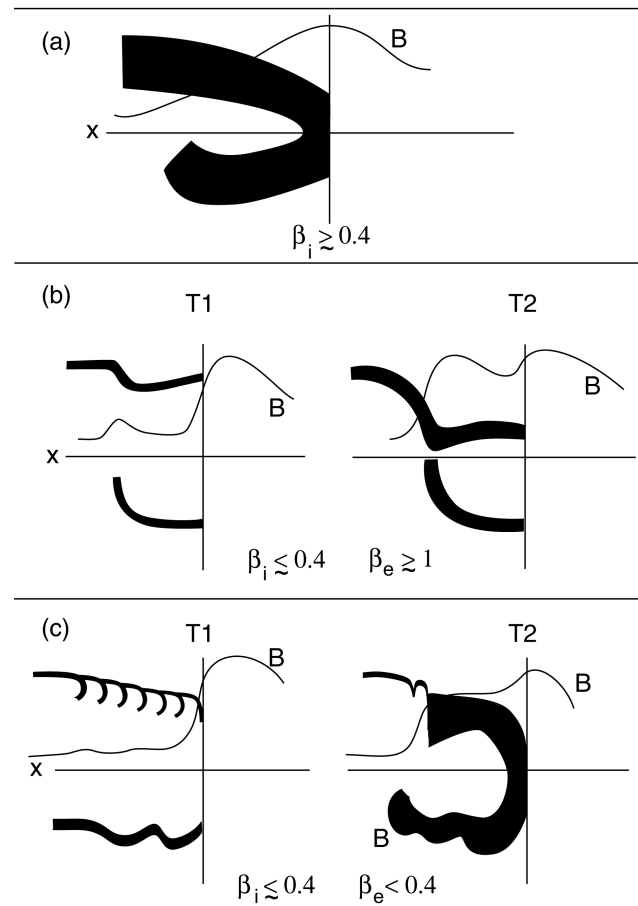 (a)
B
x
β_i ≳ 0.4
(b)
T1 T2
B B
x
β_i ≲ 0.4 β_e ≳ 1
(c)
T1 T2
B B
x
B
β_i ≲ 0.4 β_e < 0.4